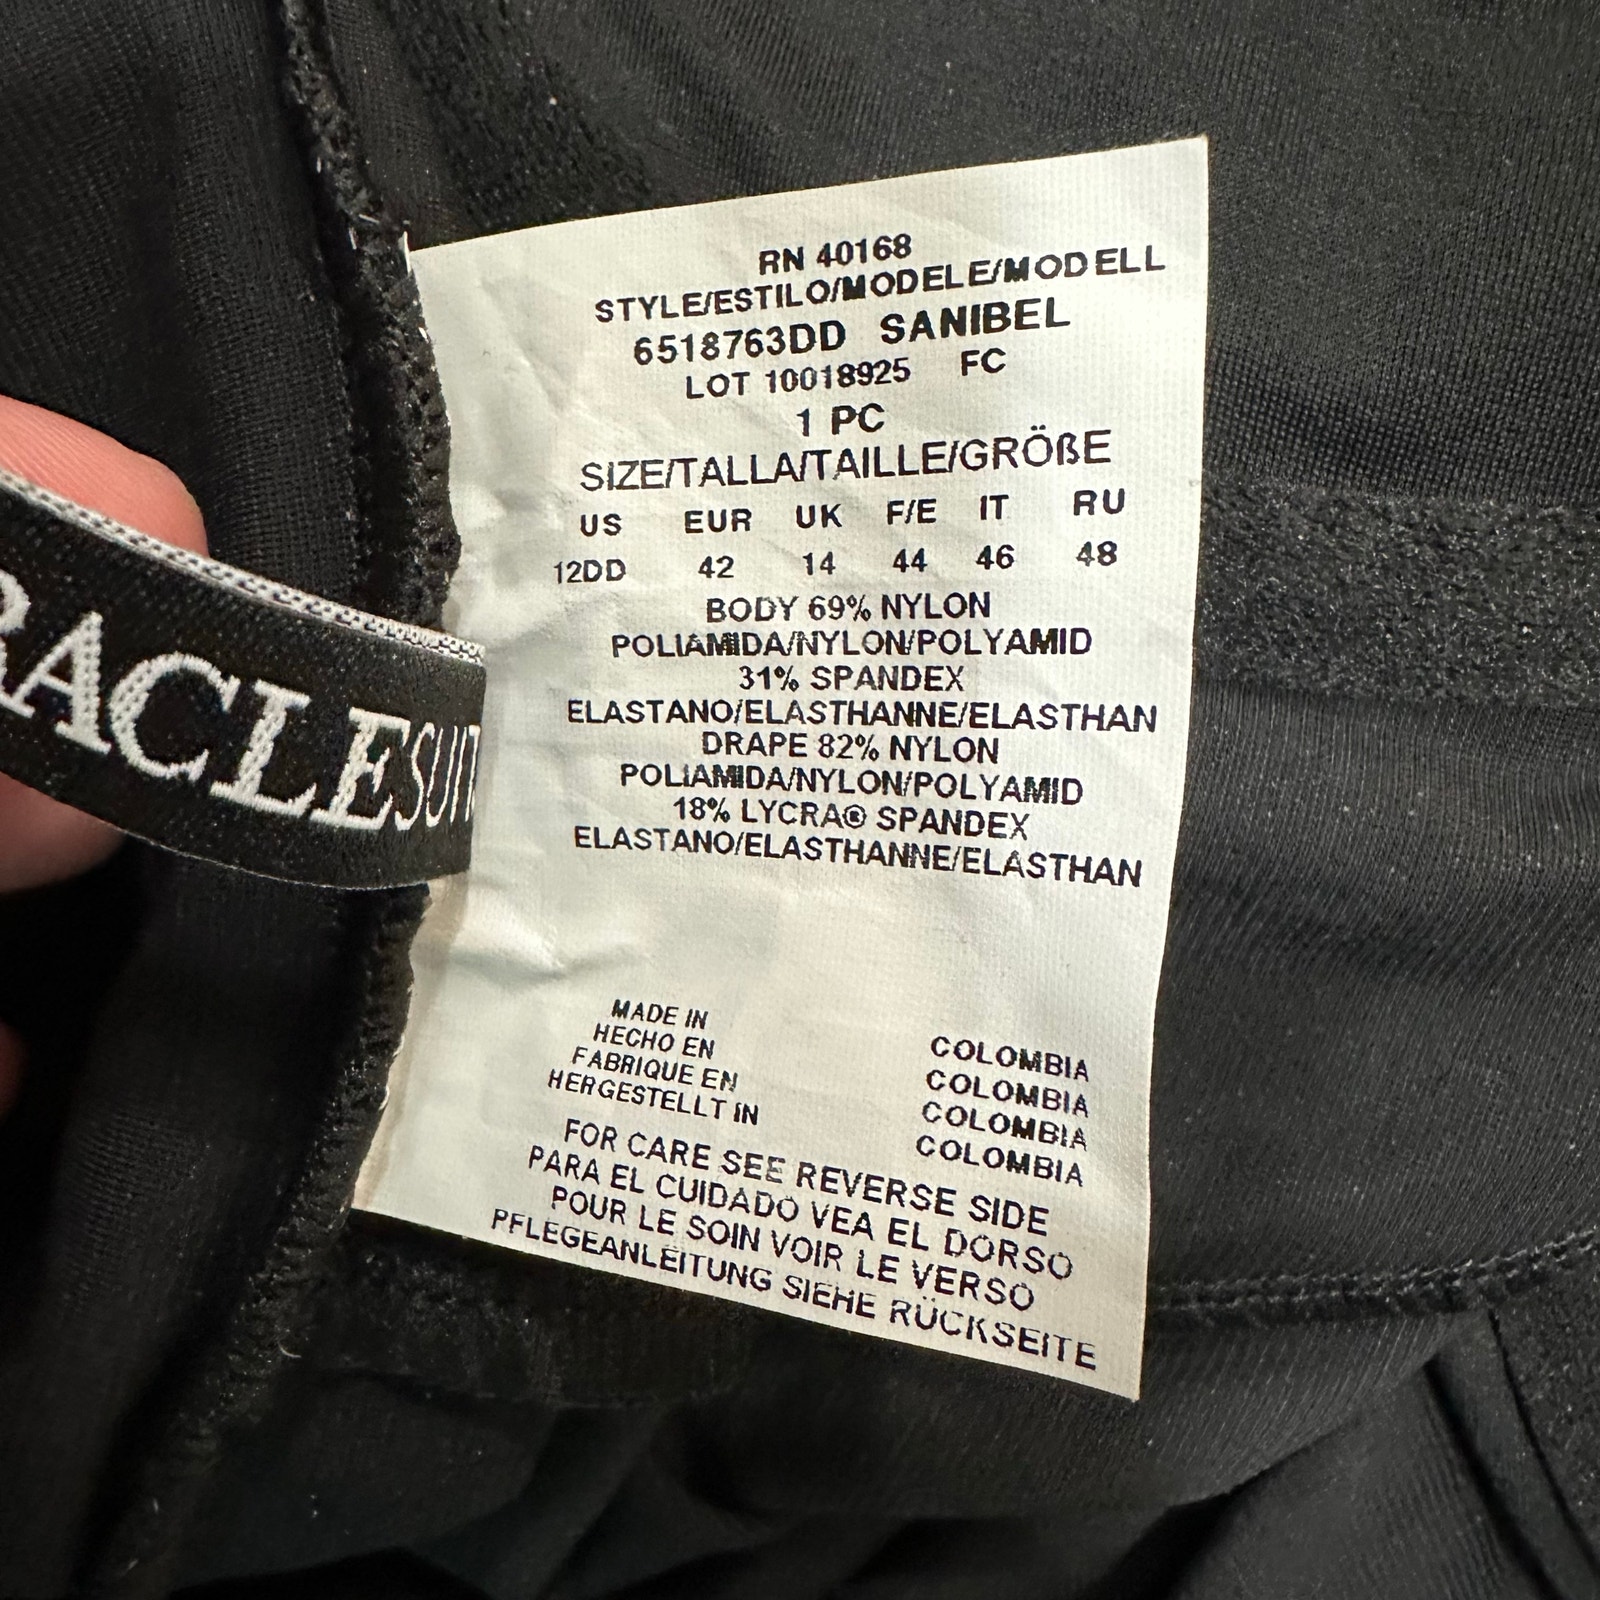 RN 40168
STYLE/ESTILO/MODELE/MODELL
6518763DD SANIBEL
LOT 10018925 FC
1 PC
SIZE/TALLA/TAILLE/GRÖßE
US EUR UK F/E IT RU
12DD 42 14 44 46 48
BODY 69% NYLON
POLIAMIDA/NYLON/POLYAMID
31% SPANDEX
ELASTANO/ELASTHANNE/ELASTHAN
DRAPE 82% NYLON
POLIAMIDA/NYLON/POLYAMID
18% LYCRA® SPANDEX
ELASTANO/ELASTHANNE/ELASTHAN
RACLESUIT
MADE IN COLOMBIA
HECHO EN COLOMBIA
FABRIQUE EN COLOMBIA
HERGESTELLT IN COLOMBIA
FOR CARE SEE REVERSE SIDE
PARA EL CUIDADO VEA EL DORSO
POUR LE SOIN VOIR LE VERSO
PFLEGEANLEITUNG SIEHE RÜCKSEITE